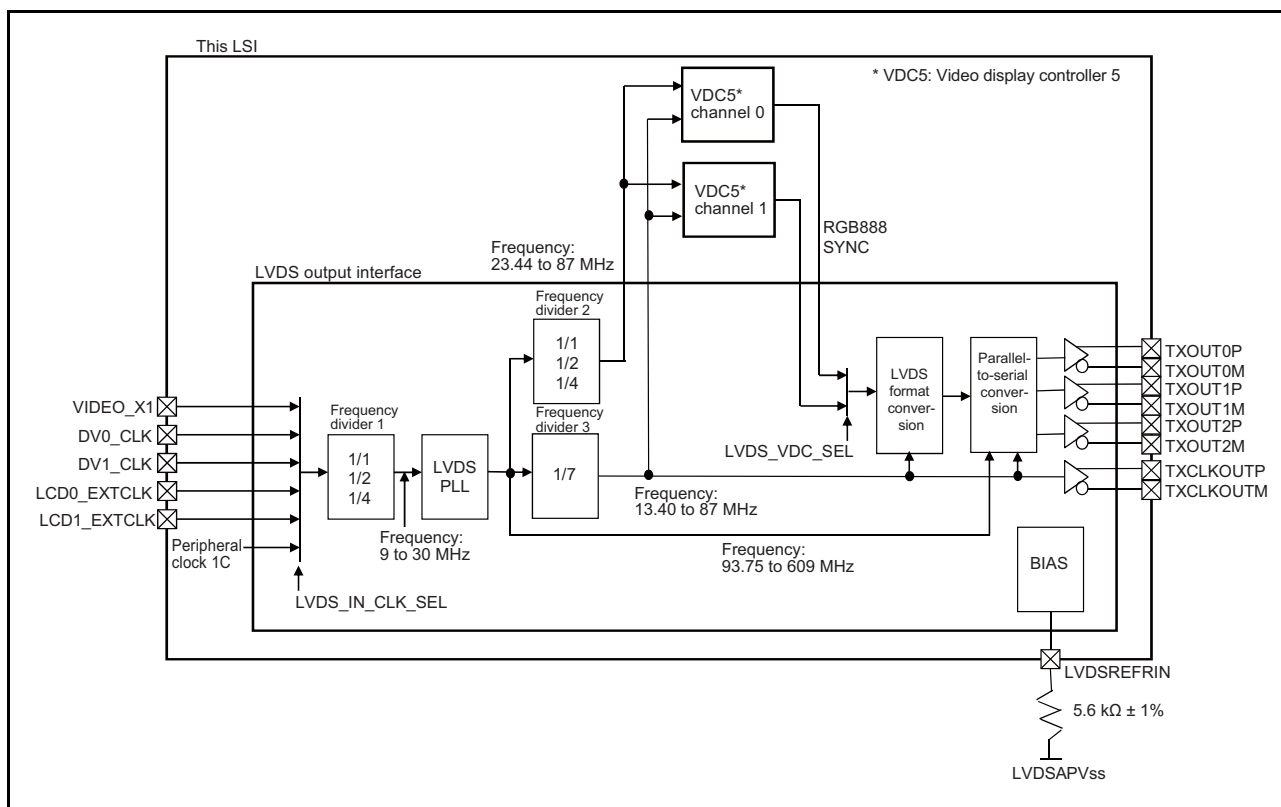 This LSI
* VDC5: Video display controller 5
VDC5*
channel 0
VDC5*
channel 1
RGB888
SYNC
Frequency:
23.44 to 87 MHz
LVDS output interface
Frequency
divider 2
1/1
1/2
1/4
VIDEO_X1
DV0_CLK
DV1_CLK
LCD0_EXTCLK
LCD1_EXTCLK
Peripheral
clock 1C
LVDS_IN_CLK_SEL
Frequency
divider 1
1/1
1/2
1/4
Frequency:
9 to 30 MHz
LVDS
PLL
Frequency
divider 3
1/7
Frequency:
13.40 to 87 MHz
Frequency:
93.75 to 609 MHz
LVDS_VDC_SEL
LVDS
format
conver-
sion
Parallel-
to-serial
conver-
sion
TXOUT0P
TXOUT0M
TXOUT1P
TXOUT1M
TXOUT2P
TXOUT2M
TXCLKOUTP
TXCLKOUTM
BIAS
LVDSREFRIN
5.6 kΩ ± 1%
LVDSAPVss